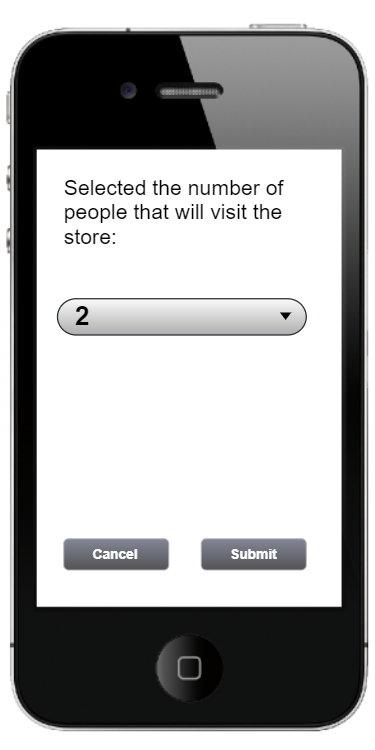 Selected the number of
people that will visit the
store:
2
Cancel Submit